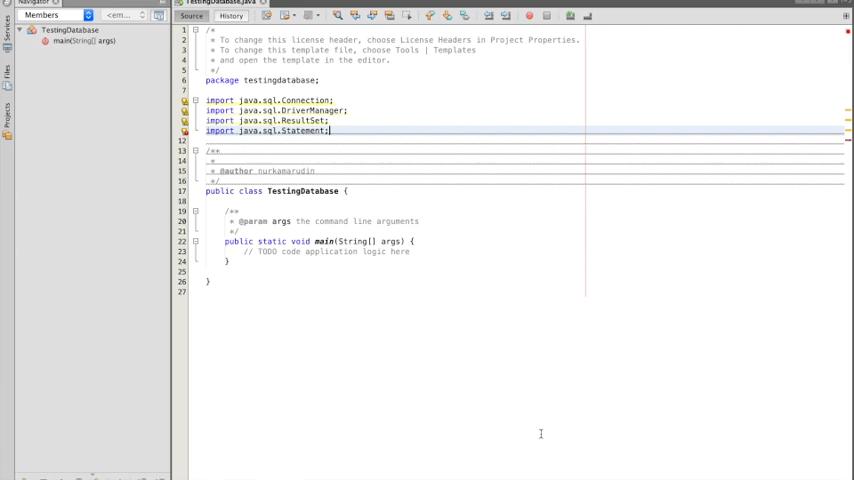 Navigator
TestingDatabase.java
Members
<em...
Source
History
Services
Files
Projects
TestingDatabase
main(String[] args)
1 /*
2 * To change this license header, choose License Headers in Project Properties.
3 * To change this template file, choose Tools | Templates
4 * and open the template in the editor.
5 */
6 package testingdatabase;
7
import java.sql.Connection;
import java.sql.DriverManager;
import java.sql.ResultSet;
import java.sql.Statement;
12
13 /**
14 *
15 * @author nurkamarudin
16 */
17 public class TestingDatabase {
18
19 /**
20 * @param args the command line arguments
21 */
22 public static void main(String[] args) {
23 // TODO code application logic here
24 }
25
26 }
27